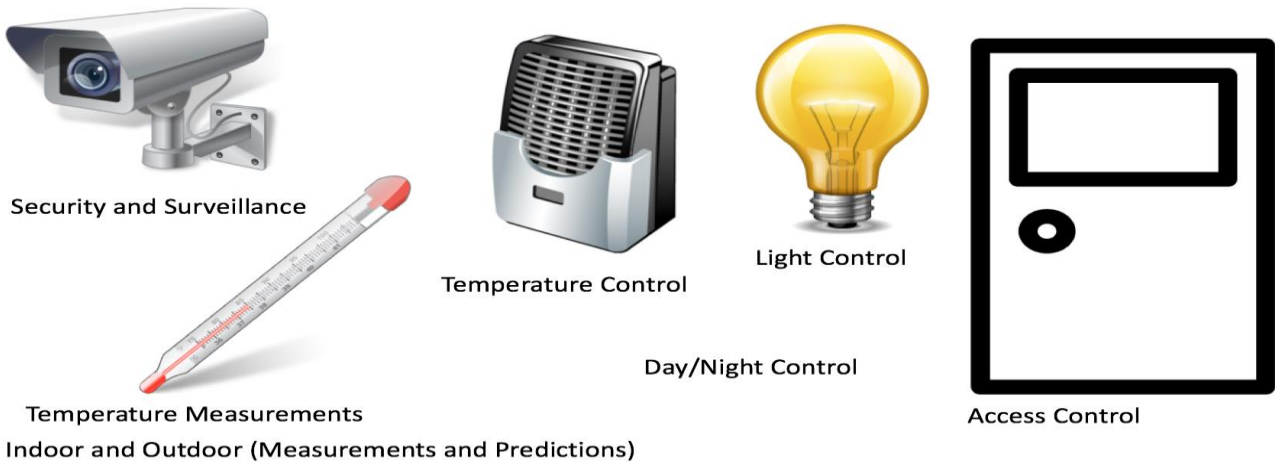 Security and Surveillance
Temperature Control
Light Control
Day/Night Control
Temperature Measurements
Access Control
Indoor and Outdoor (Measurements and Predictions)